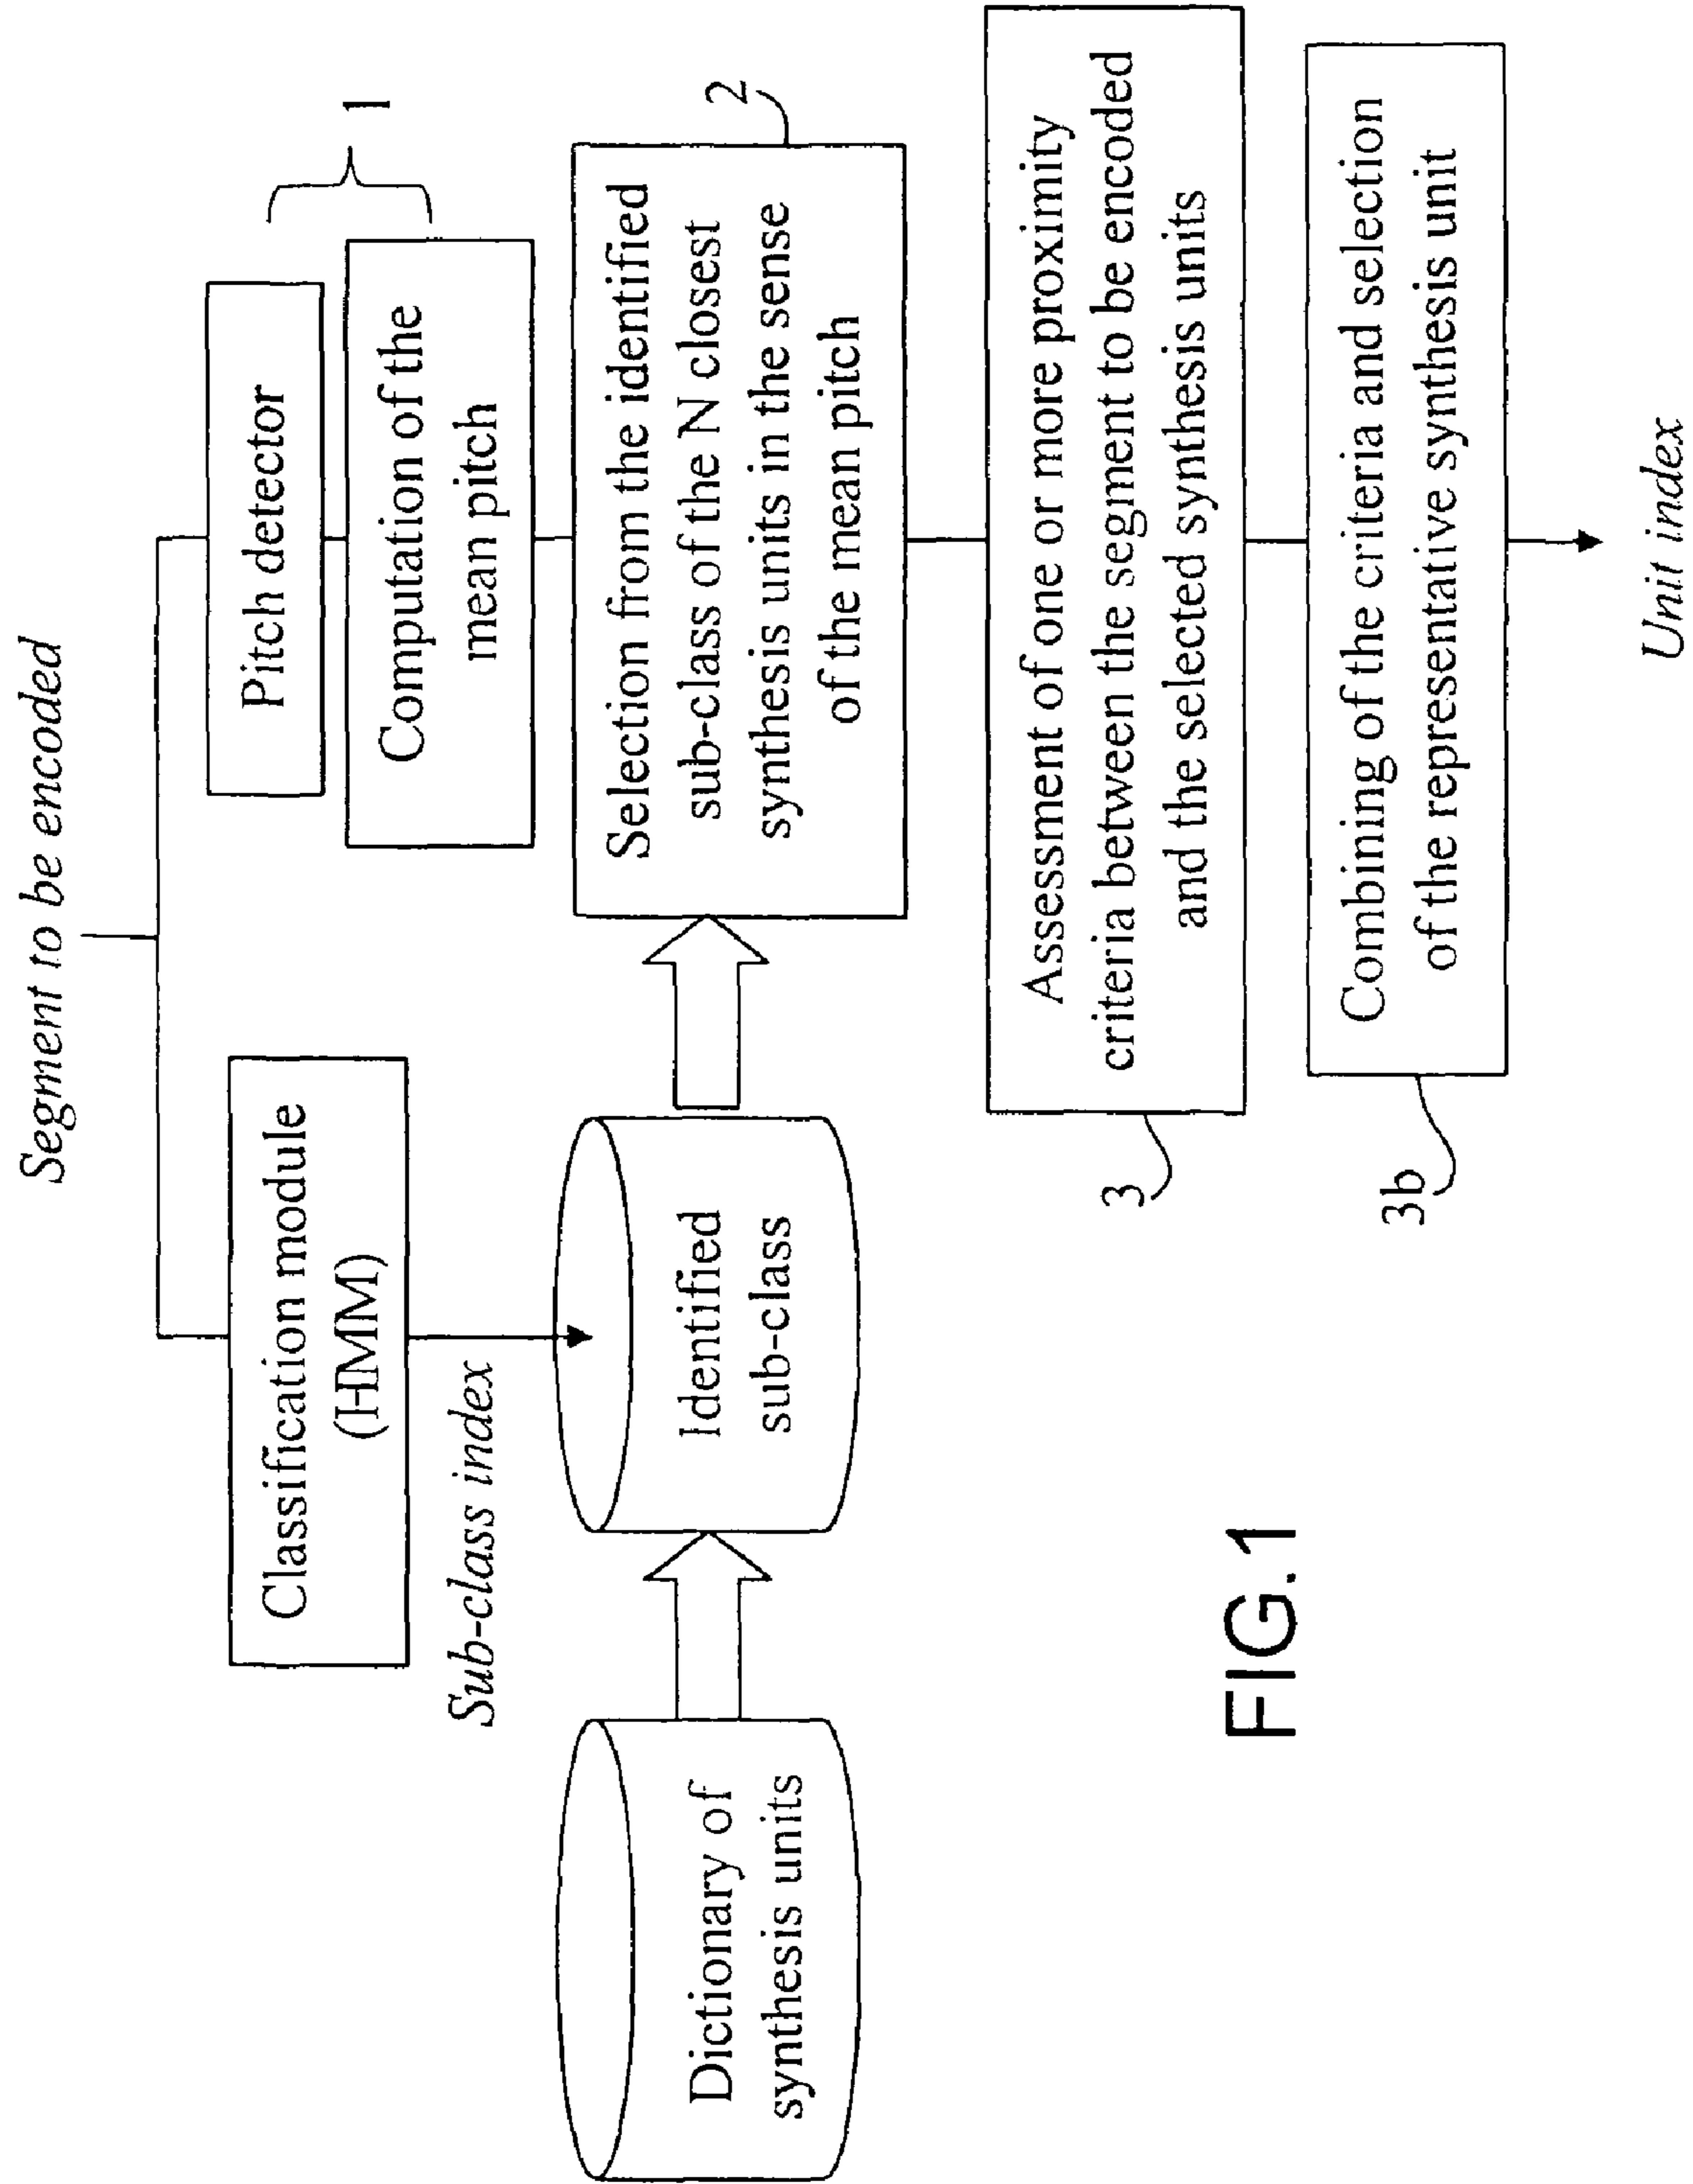 Segment to be encoded
Classification module
(HMM)
Pitch detector
1
Computation of the
mean pitch
Sub-class index
Dictionary of
synthesis units
Identified
sub-class
Selection from the identified
sub-class of the N closest
synthesis units in the sense
of the mean pitch
2
Assessment of one or more proximity
criteria between the segment to be encoded
and the selected synthesis units
3
Combining of the criteria and selection
of the representative synthesis unit
3b
Unit index
FIG.1